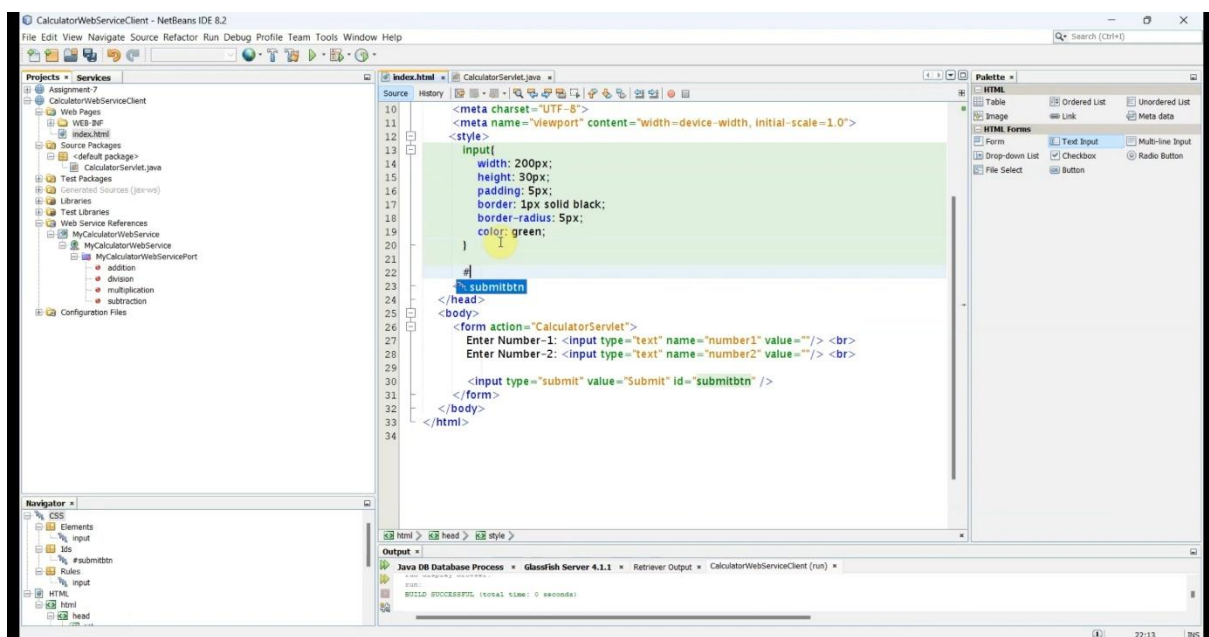 CalculatorWebServiceClient - NetBeans IDE 8.2
File Edit View Navigate Source Refactor Run Debug Profile Team Tools Window Help
Search (Ctrl+I)
Projects Services
Assignment-7
CalculatorWebServiceClient
Web Pages
WEB-INF
index.html
Source Packages
<default package>
CalculatorServlet.java
Test Packages
Generated Sources (jax-ws)
Libraries
Test Libraries
Web Service References
MyCalculatorWebService
MyCalculatorWebService
MyCalculatorWebServicePort
addition
division
multiplication
subtraction
Configuration Files
Navigator
CSS
Elements
input
Ids
#submitbtn
Rules
input
HTML
html
head
index.html CalculatorServlet.java
Source History
10 <meta charset="UTF-8">
11 <meta name="viewport" content="width=device-width, initial-scale=1.0">
12 <style>
13 input{
14 width: 200px;
15 height: 30px;
16 padding: 5px;
17 border: 1px solid black;
18 border-radius: 5px;
19 color: green;
20 }
21
22 #
23 submitbtn
24 </head>
25 <body>
26 <form action="CalculatorServlet">
27 Enter Number-1: <input type="text" name="number1" value=""/> <br>
28 Enter Number-2: <input type="text" name="number2" value=""/> <br>
29
30 <input type="submit" value="Submit" id="submitbtn" />
31 </form>
32 </body>
33 </html>
34
html head style
Output
Java DB Database Process GlassFish Server 4.1.1 Retriever Output CalculatorWebServiceClient (run)
run:
BUILD SUCCESSFUL (total time: 0 seconds)
Palette
HTML
Table Ordered List Unordered List
Image Link Meta data
HTML Forms
Form Text Input Multi-line Input
Drop-down List Checkbox Radio Button
File Select Button
22:13 INS